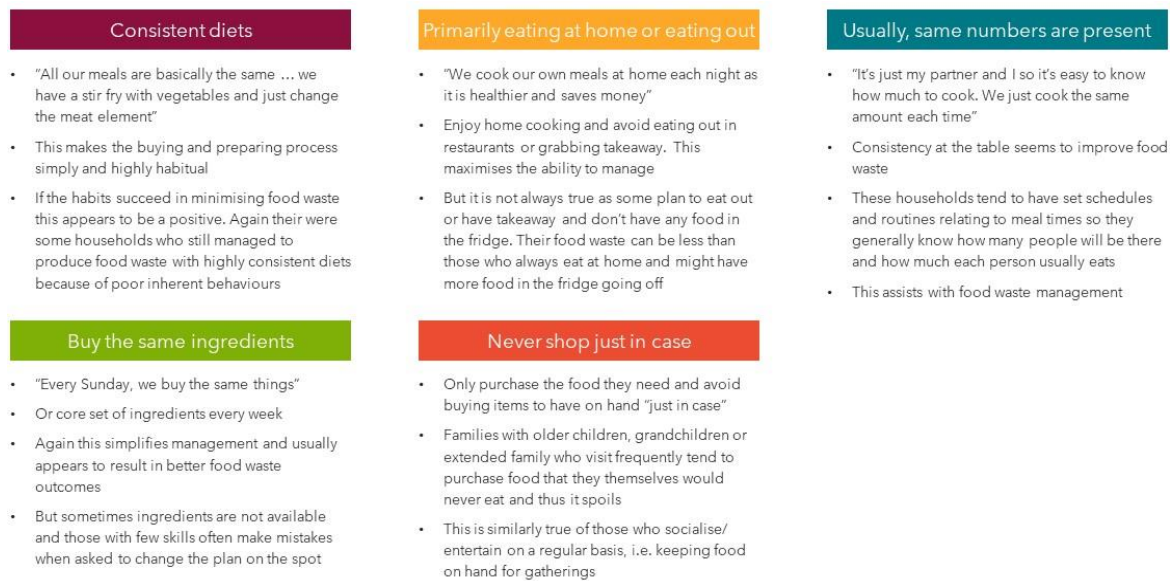 Consistent diets
• "All our meals are basically the same … we
have a stir fry with vegetables and just change
the meat element"
• This makes the buying and preparing process
simply and highly habitual
• If the habits succeed in minimising food waste
this appears to be a positive. Again their were
some households who still managed to
produce food waste with highly consistent diets
because of poor inherent behaviours
Primarily eating at home or eating out
• "We cook our own meals at home each night as
it is healthier and saves money"
• Enjoy home cooking and avoid eating out in
restaurants or grabbing takeaway. This
maximises the ability to manage
• But it is not always true as some plan to eat out
or have takeaway and don't have any food in
the fridge. Their food waste can be less than
those who always eat at home and might have
more food in the fridge going off
Usually, same numbers are present
• "It's just my partner and I so it's easy to know
how much to cook. We just cook the same
amount each time"
• Consistency at the table seems to improve food
waste
• These households tend to have set schedules
and routines relating to meal times so they
generally know how many people will be there
and how much each person usually eats
• This assists with food waste management
Buy the same ingredients
• "Every Sunday, we buy the same things"
• Or core set of ingredients every week
• Again this simplifies management and usually
appears to result in better food waste
outcomes
• But sometimes ingredients are not available
and those with few skills often make mistakes
when asked to change the plan on the spot
Never shop just in case
• Only purchase the food they need and avoid
buying items to have on hand "just in case"
• Families with older children, grandchildren or
extended family who visit frequently tend to
purchase food that they themselves would
never eat and thus it spoils
• This is similarly true of those who socialise/
entertain on a regular basis, i.e. keeping food
on hand for gatherings